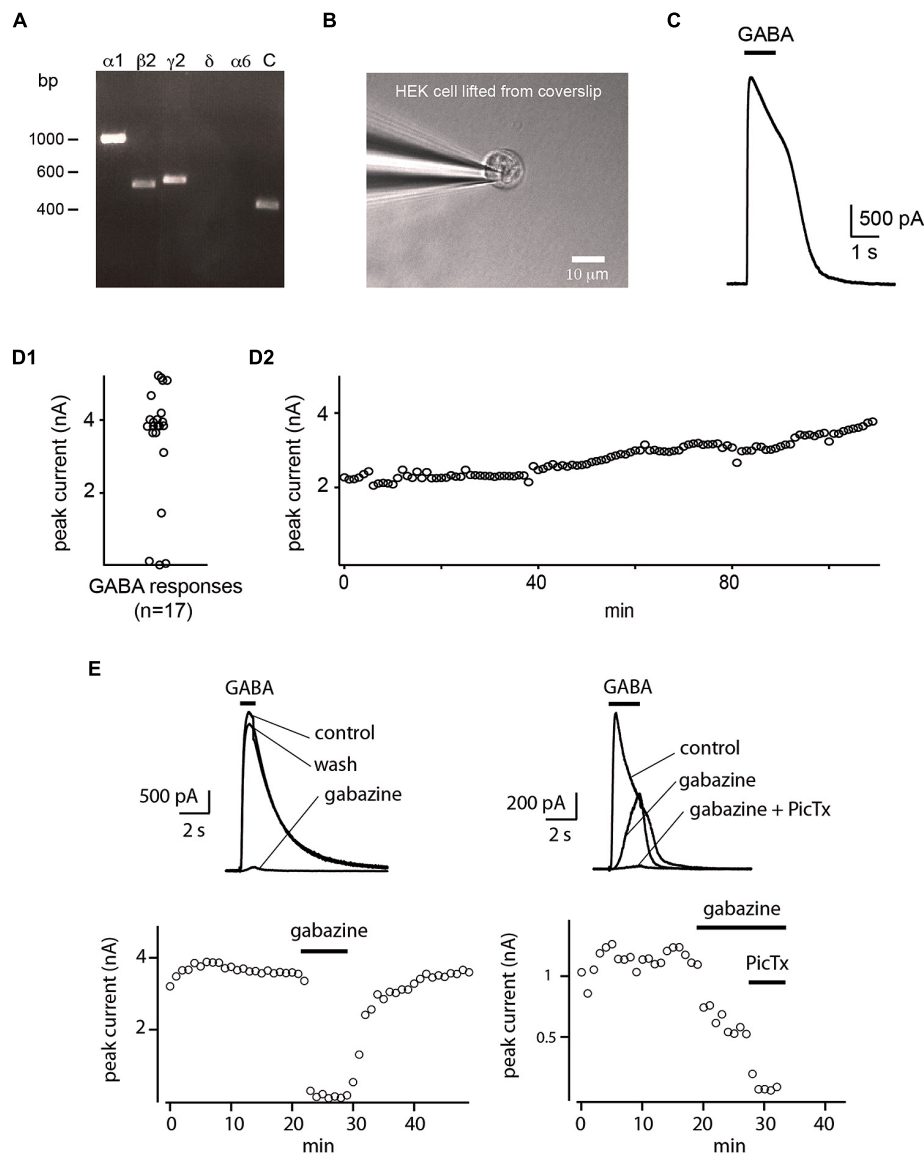 A
α1 β2 γ2 δ α6 C
bp
1000
600
400
B
HEK cell lifted from coverslip
10 μm
C
GABA
500 pA
1 s
D1
peak current (nA)
4
2
GABA responses
(n=17)
D2
peak current (nA)
4
2
0 40 80
min
E
GABA
control
wash
gabazine
500 pA
2 s
GABA
control
gabazine
gabazine + PicTx
200 pA
2 s
gabazine
peak current (nA)
4
2
0 10 20 30 40
min
gabazine
PicTx
peak current (nA)
1
0.5
0 10 20 30 40
min